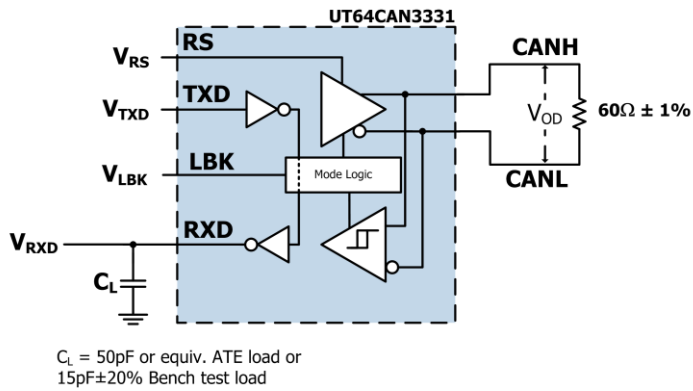 UT64CAN3331
RS
V_RS
CANH
TXD
V_TXD
V_OD
60Ω ± 1%
LBK
V_LBK
Mode Logic
CANL
RXD
V_RXD
C_L
C_L = 50pF or equiv. ATE load or
15pF±20% Bench test load